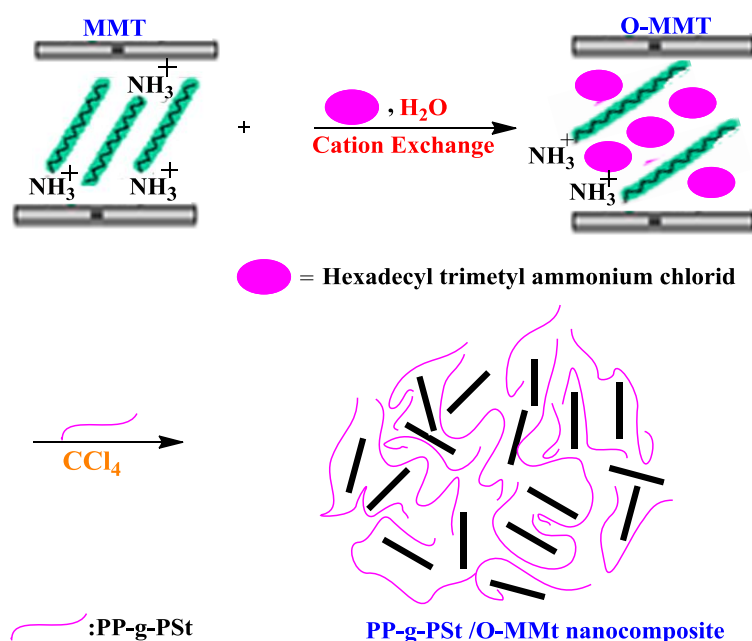 MMT
O-MMT
NH3+
NH3+
NH3+
+
, H2O
Cation Exchange
NH3+
NH3+
= Hexadecyl trimetyl ammonium chlorid
CCl4
:PP-g-PSt
PP-g-PSt /O-MMt nanocomposite